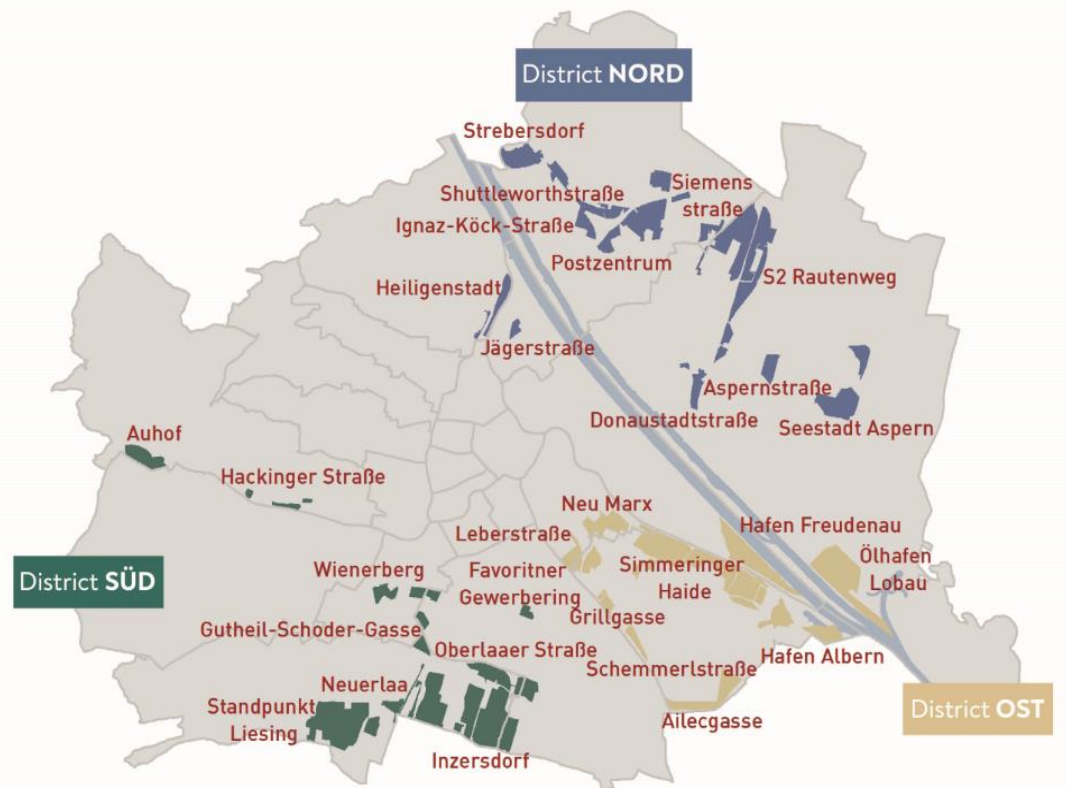 District NORD
Strebersdorf
Shuttleworthstraße
Siemens
straße
Ignaz-Köck-Straße
Postzentrum
S2 Rautenweg
Heiligenstadt
Jägerstraße
Aspernstraße
Donaustadtstraße
Seestadt Aspern
Auhof
Hackinger Straße
Neu Marx
Hafen Freudenau
Leberstraße
Ölhafen
Lobau
District SÜD
Wienerberg
Favoritner
Gewerbering
Simmeringer
Haide
Grillgasse
Gutheil-Schoder-Gasse
Oberlaaer Straße
Schemmerlstraße
Hafen Albern
Neuerlaa
Standpunkt
Liesing
Ailecgasse
District OST
Inzersdorf